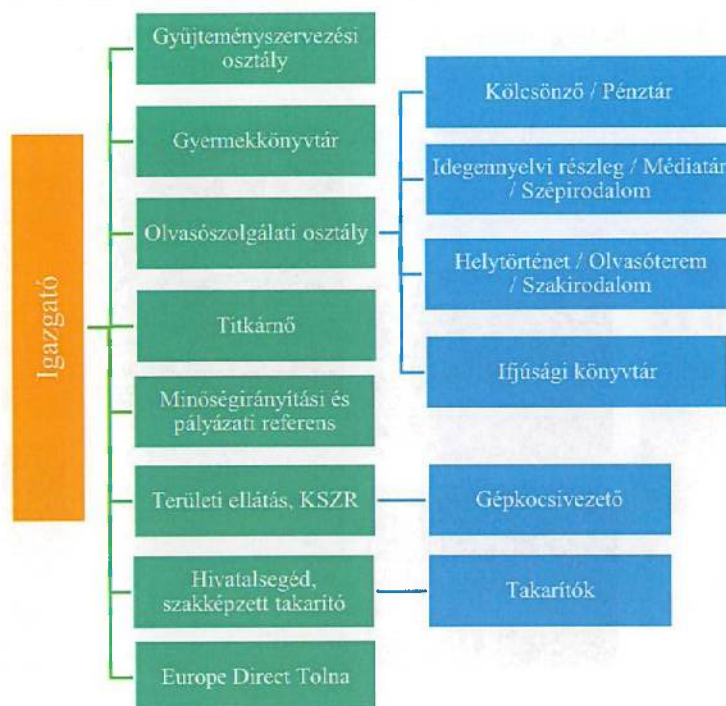 Igazgató
Gyűjteményszervezési
osztály
Gyermekkönyvtár
Olvasószolgálati osztály
Titkárnő
Minőségirányítási és
pályázati referens
Területi ellátás, KSZR
Hivatalsegéd,
szakképzett takarító
Europe Direct Tolna
Kölcsönző / Pénztár
Idegennyelvi részleg / Médiatár
/ Szépirodalom
Helytörténet / Olvasóterem
/ Szakirodalom
Ifjúsági könyvtár
Gépkocsivezető
Takarítók